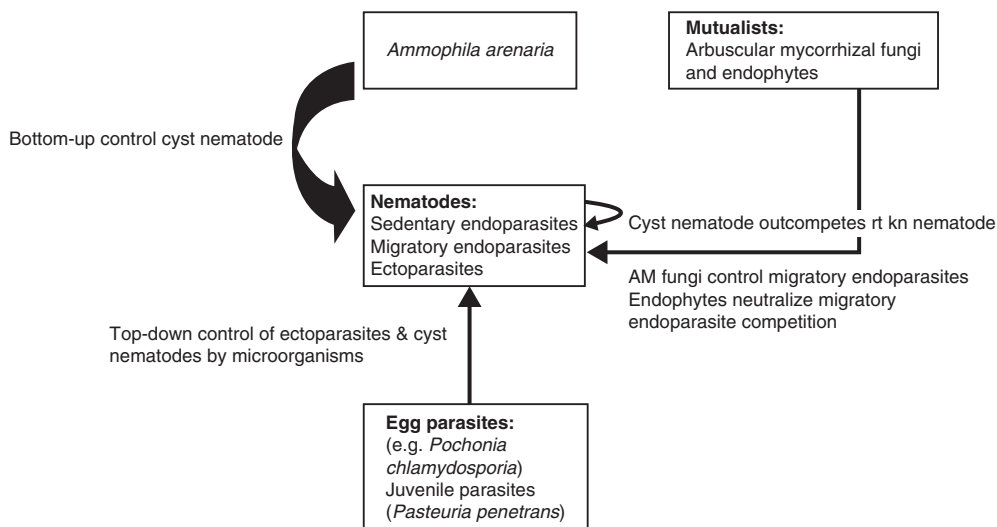 Ammophila arenaria
Mutualists:
Arbuscular mycorrhizal fungi
and endophytes
Bottom-up control cyst nematode
Nematodes:
Sedentary endoparasites
Migratory endoparasites
Ectoparasites
Cyst nematode outcompetes rt kn nematode
AM fungi control migratory endoparasites
Endophytes neutralize migratory
endoparasite competition
Top-down control of ectoparasites & cyst
nematodes by microorganisms
Egg parasites:
(e.g. Pochonia
chlamydosporia)
Juvenile parasites
(Pasteuria penetrans)